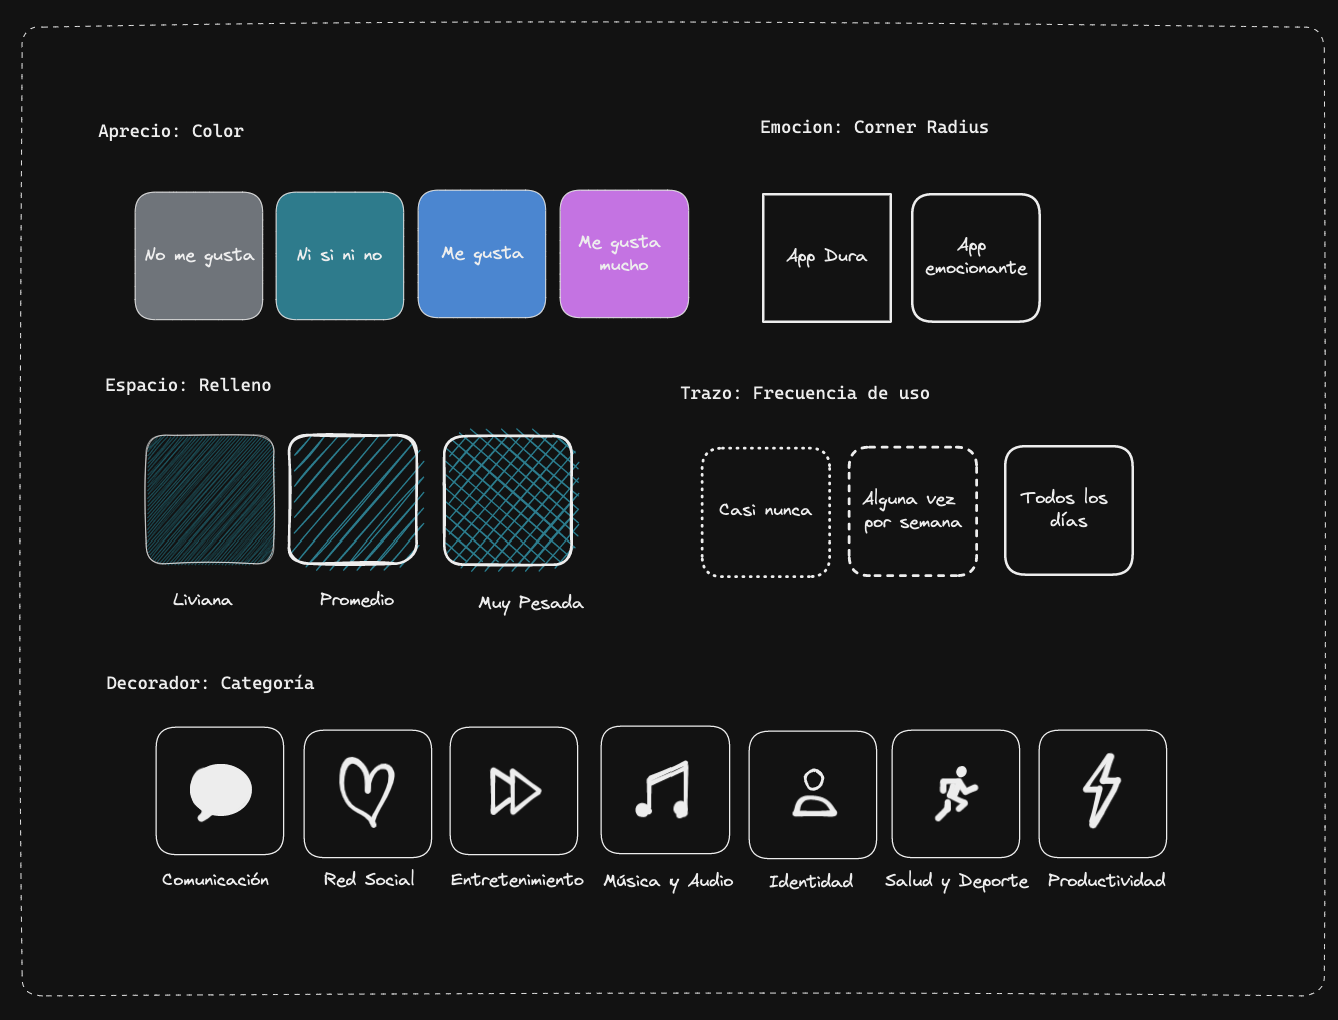 Aprecio: Color
No me gusta
Ni si ni no
Me gusta
Me gusta
mucho
Emocion: Corner Radius
App Dura
App
emocionante
Espacio: Relleno
Liviana
Promedio
Muy Pesada
Trazo: Frecuencia de uso
Casi nunca
Alguna vez
por semana
Todos los
días
Decorador: Categoría
Comunicación
Red Social
Entretenimiento
Música y Audio
Identidad
Salud y Deporte
Productividad